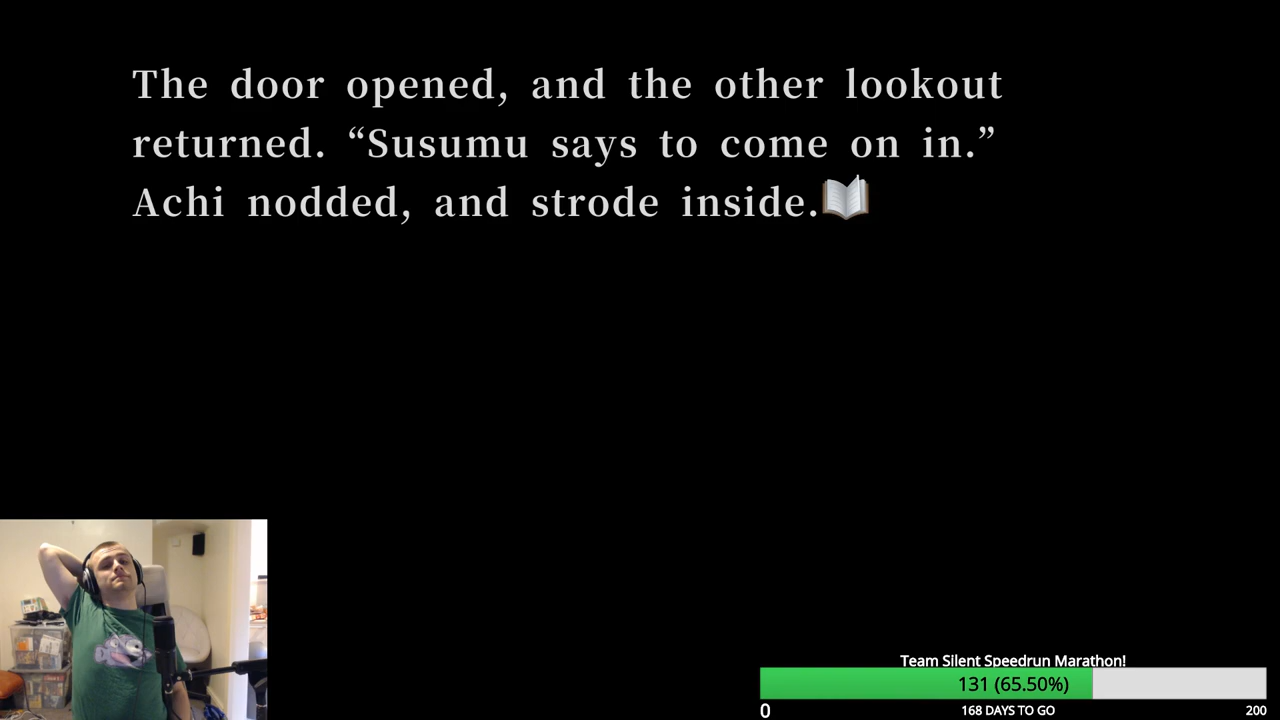 The door opened, and the other lookout
returned. “Susumu says to come on in.”
Achi nodded, and strode inside.
Team Silent Speedrun Marathon!
131 (65.50%)
0
168 DAYS TO GO
200